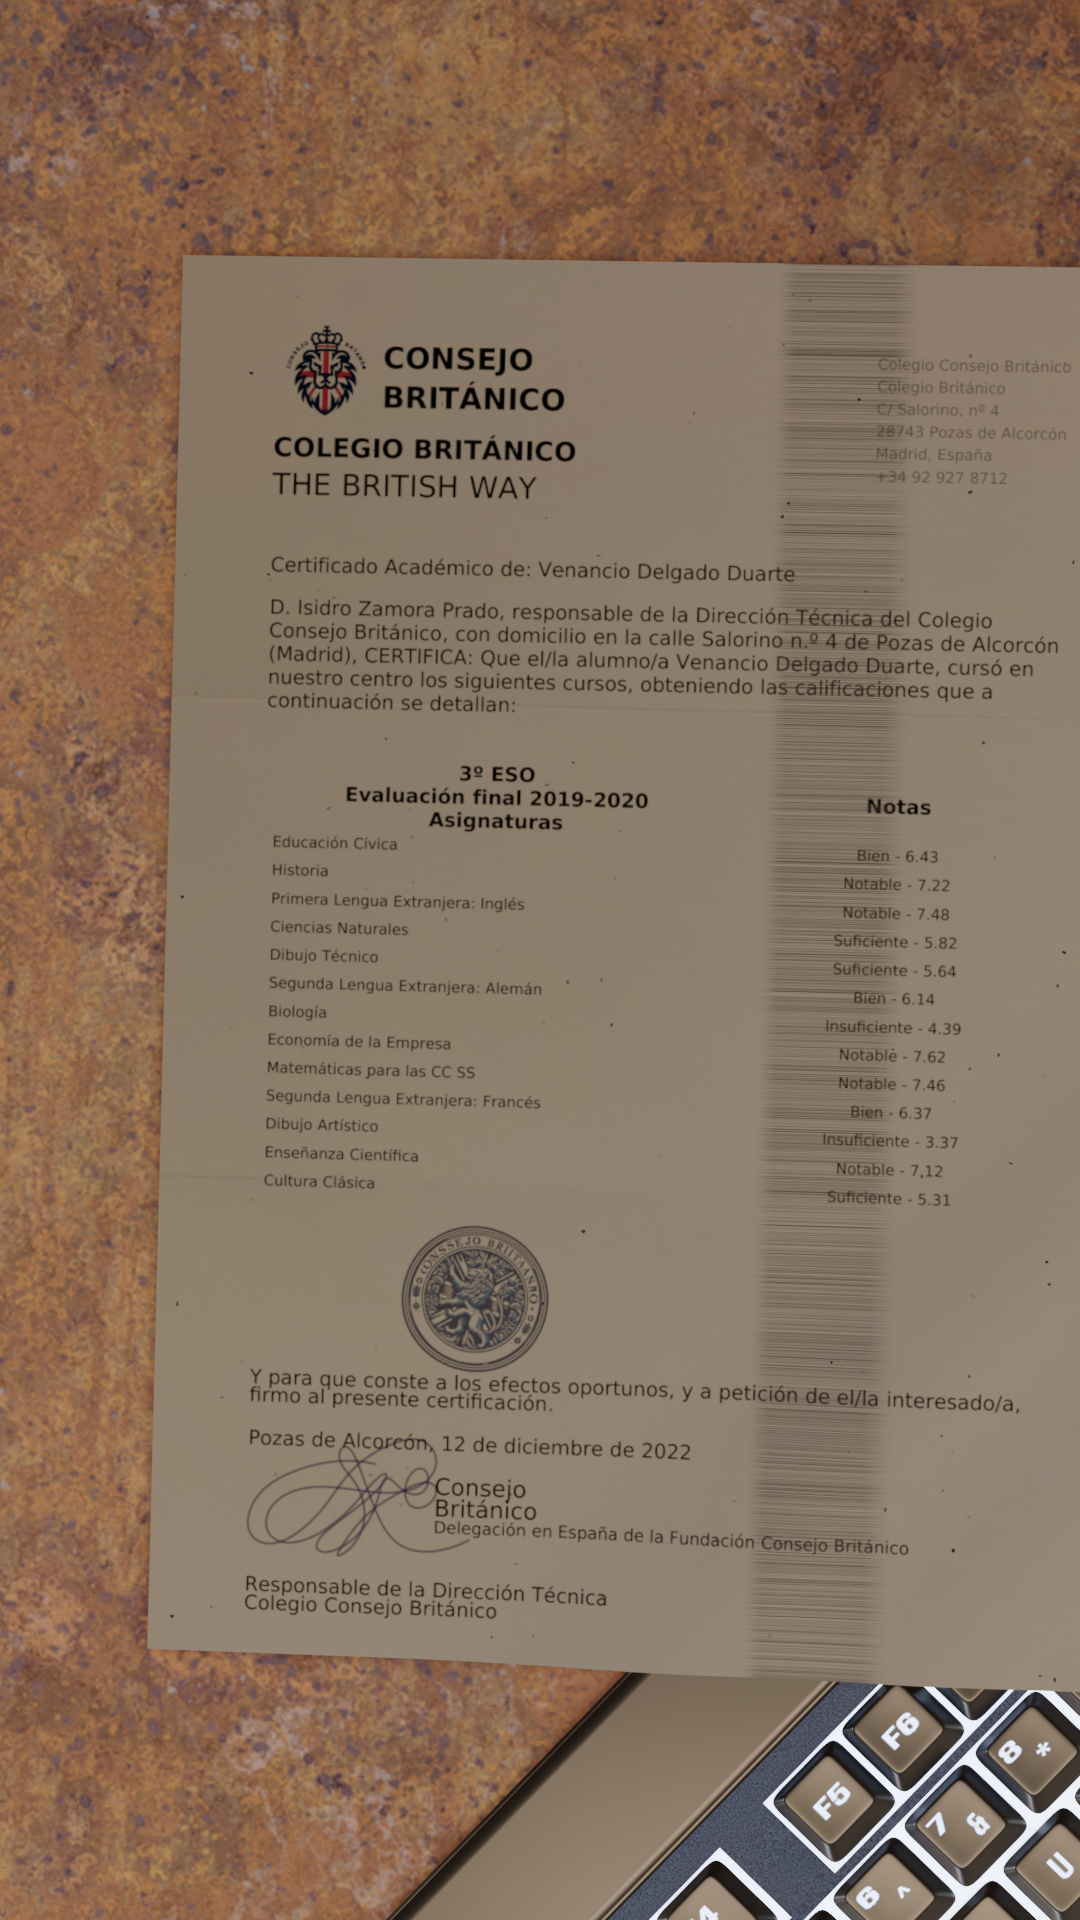 CONSEJO
BRITÁNICO
COLEGIO BRITÁNICO
THE BRITISH WAY
Colegio Consejo Británico
Colegio Británico
C/ Salorino, nº 4
28743 Pozas de Alcorcón
Madrid, España
+34 92 927 8712
Certificado Académico de: Venancio Delgado Duarte
D. Isidro Zamora Prado, responsable de la Dirección Técnica del Colegio
Consejo Británico, con domicilio en la calle Salorino n.º 4 de Pozas de Alcorcón
(Madrid), CERTIFICA: Que el/la alumno/a Venancio Delgado Duarte, cursó en
nuestro centro los siguientes cursos, obteniendo las calificaciones que a
continuación se detallan:
3º ESO
Evaluación final 2019-2020
Asignaturas Notas
Educación Cívica Bien - 6.43
Historia Notable - 7.22
Primera Lengua Extranjera: Inglés Notable - 7.48
Ciencias Naturales Suficiente - 5.82
Dibujo Técnico Suficiente - 5.64
Segunda Lengua Extranjera: Alemán Bien - 6.14
Biología Insuficiente - 4.39
Economía de la Empresa Notable - 7.62
Matemáticas para las CC SS Notable - 7.46
Segunda Lengua Extranjera: Francés Bien - 6.37
Dibujo Artístico Insuficiente - 3.37
Enseñanza Científica Notable - 7.12
Cultura Clásica Suficiente - 5.31
Y para que conste a los efectos oportunos, y a petición de el/la interesado/a,
firmo al presente certificación.
Pozas de Alcorcón, 12 de diciembre de 2022
Consejo
Británico
Delegación en España de la Fundación Consejo Británico
Responsable de la Dirección Técnica
Colegio Consejo Británico
F6
8 *
F5
7 &
U
6 ^